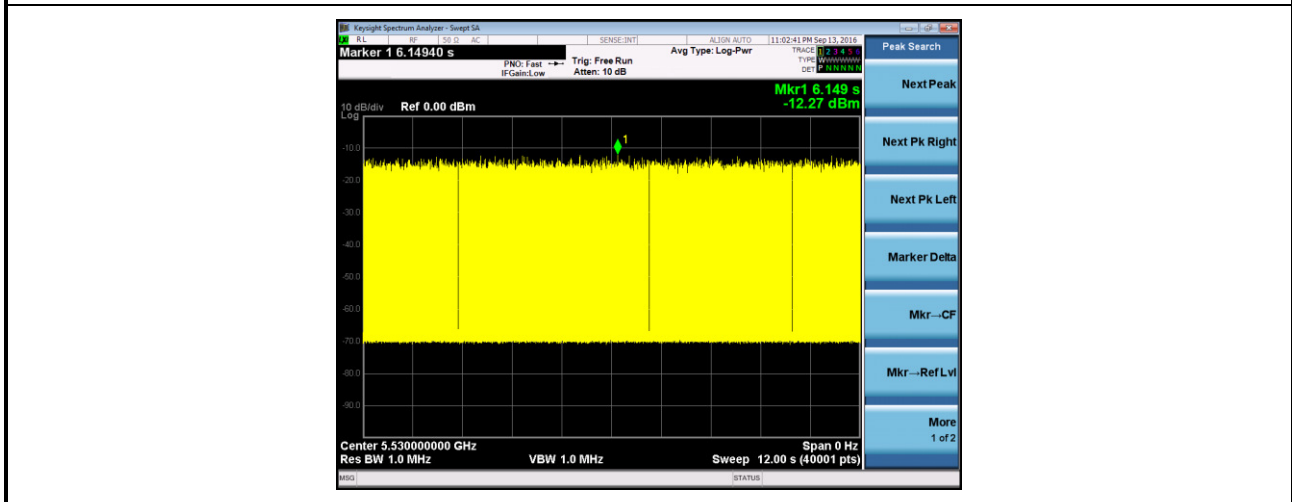 Keysight Spectrum Analyzer - Swept SA
RL RF 50 Ω AC SENSE:INT ALIGN AUTO 11:02:41 PM Sep 13, 2016
Marker 1 6.14940 s
PNO: Fast
IFGain:Low
Trig: Free Run
Atten: 10 dB
Avg Type: Log-Pwr
TRACE 1 2 3 4 5 6
TYPE WWWWWW
DET P N N N N N
Peak Search
Mkr1 6.149 s
-12.27 dBm
10 dB/div Ref 0.00 dBm
Log
1
-10.0
-20.0
-30.0
-40.0
-50.0
-60.0
-70.0
-80.0
-90.0
Next Peak
Next Pk Right
Next Pk Left
Marker Delta
Mkr→CF
Mkr→Ref Lvl
More
1 of 2
Center 5.530000000 GHz Span 0 Hz
Res BW 1.0 MHz VBW 1.0 MHz Sweep 12.00 s (40001 pts)
MSG STATUS